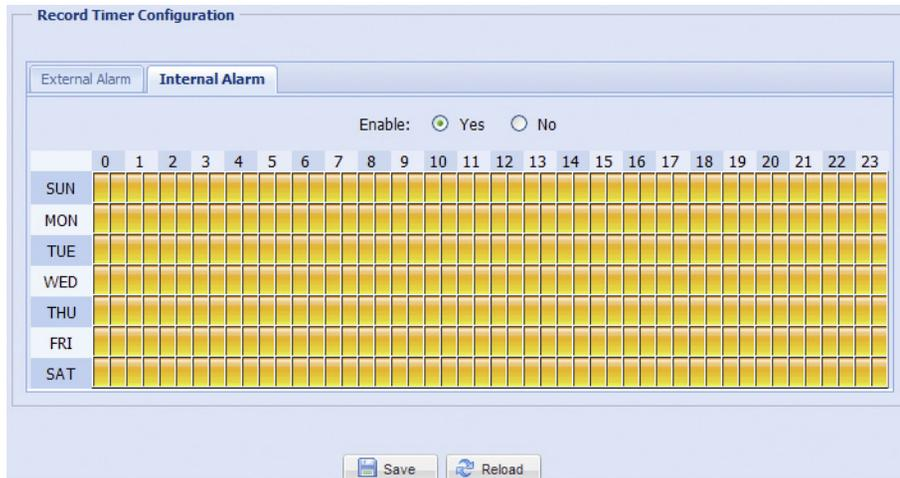 Record Timer Configuration
External Alarm Internal Alarm
Enable: Yes No
0 1 2 3 4 5 6 7 8 9 10 11 12 13 14 15 16 17 18 19 20 21 22 23
SUN
MON
TUE
WED
THU
FRI
SAT
Save Reload